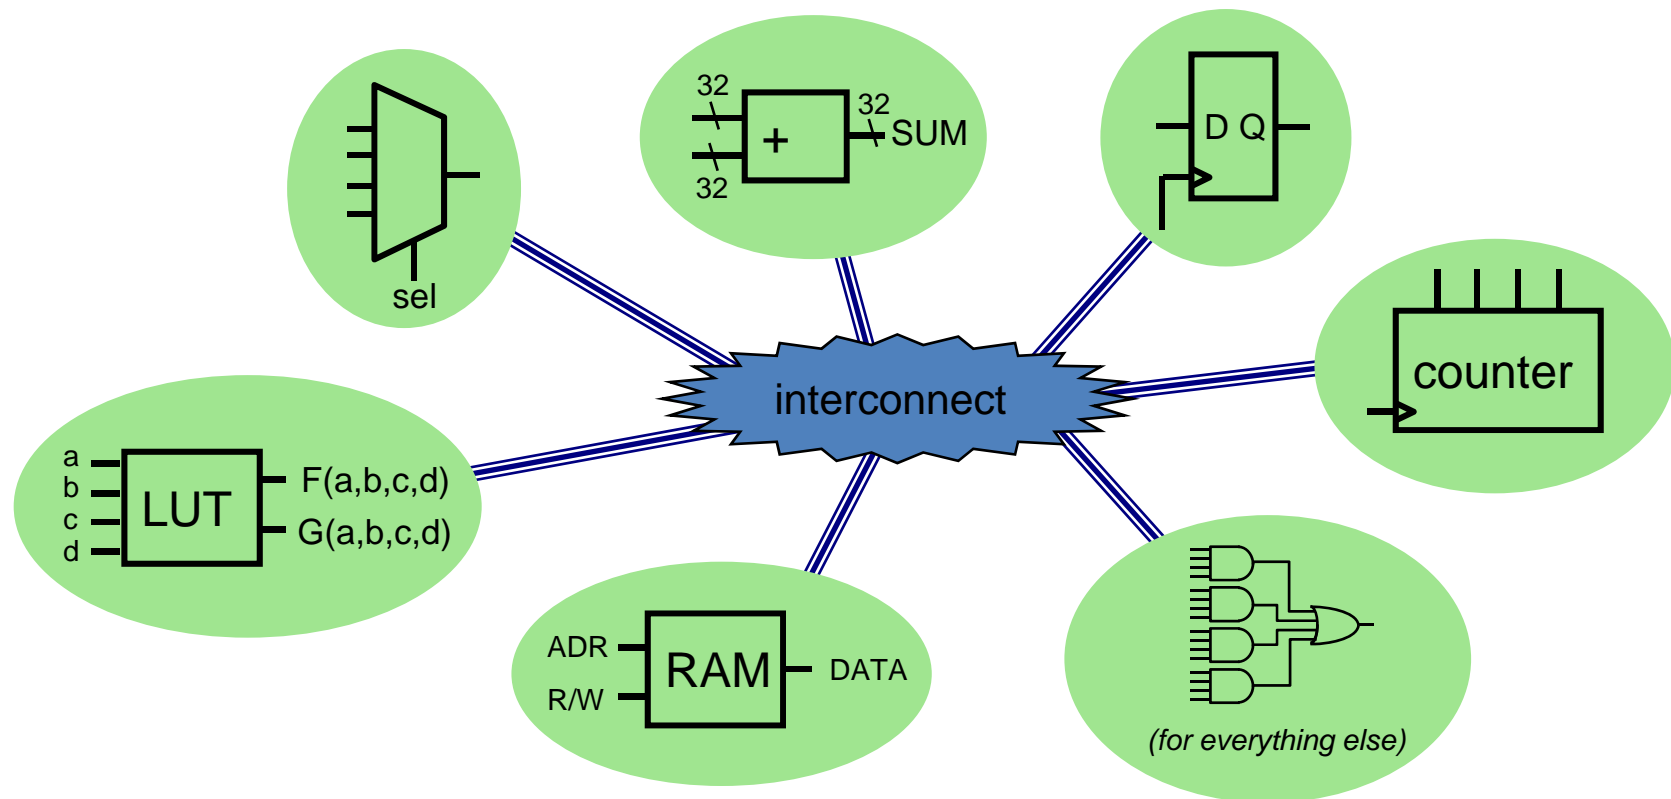 sel
32
32
+
32
SUM
D Q
counter
interconnect
a
b
c
d
LUT
F(a,b,c,d)
G(a,b,c,d)
ADR
R/W
RAM
DATA
(for everything else)